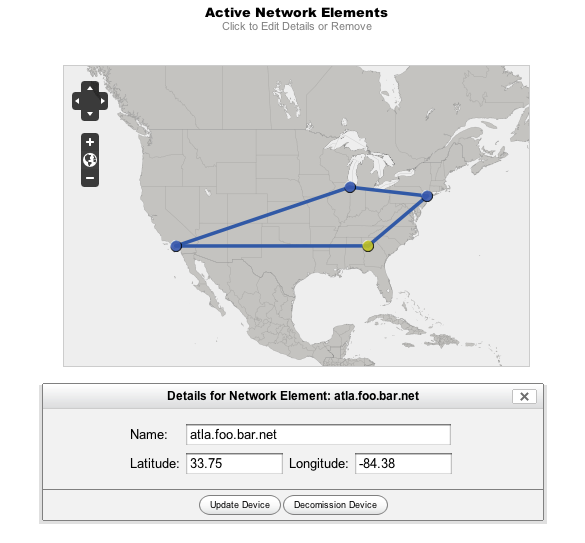 Active Network Elements
Click to Edit Details or Remove
Details for Network Element: atla.foo.bar.net
Name: atla.foo.bar.net
Latitude: 33.75 Longitude: -84.38
Update Device Decomission Device